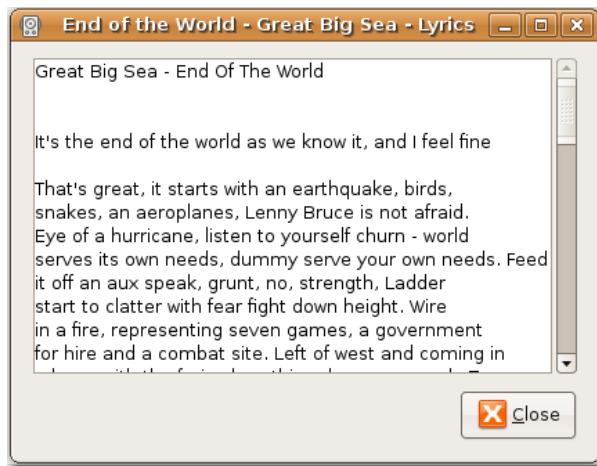 End of the World - Great Big Sea - Lyrics
Great Big Sea - End Of The World
It's the end of the world as we know it, and I feel fine
That's great, it starts with an earthquake, birds,
snakes, an aeroplanes, Lenny Bruce is not afraid.
Eye of a hurricane, listen to yourself churn - world
serves its own needs, dummy serve your own needs. Feed
it off an aux speak, grunt, no, strength, Ladder
start to clatter with fear fight down height. Wire
in a fire, representing seven games, a government
for hire and a combat site. Left of west and coming in
Close